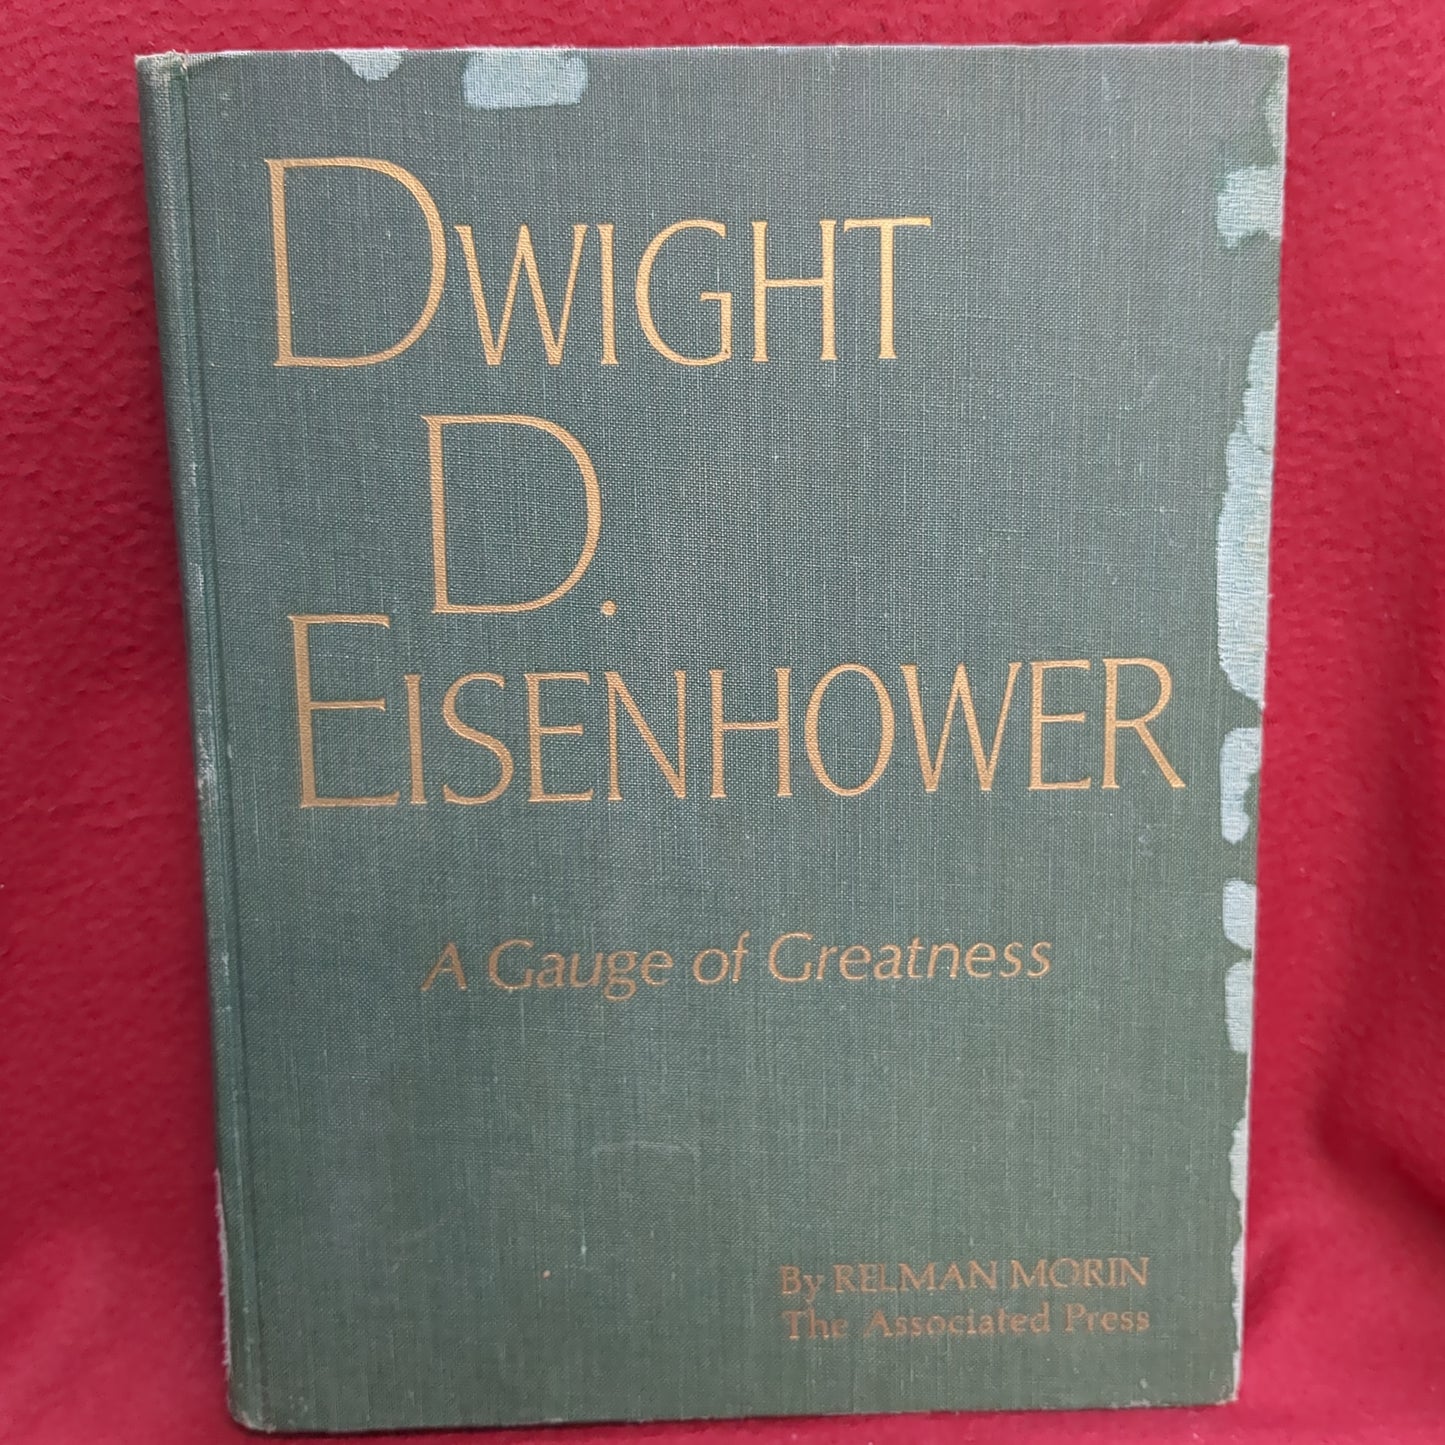 DWIGHT
D.
EISENHOWER
A Gauge of Greatness
By RELMAN MORIN
The Associated Press